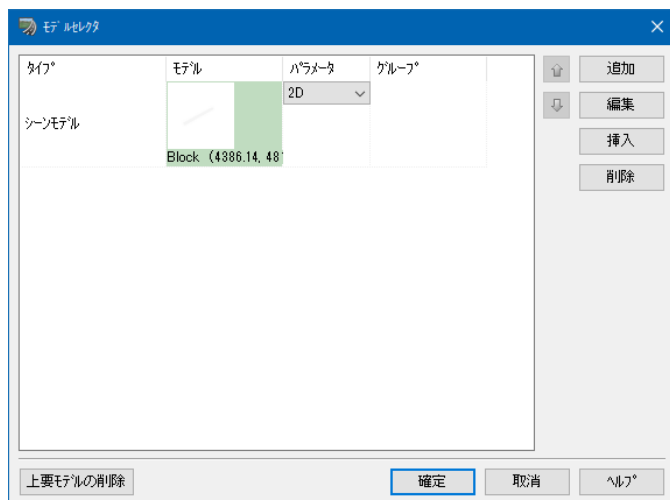 モデルセレクタ
タイプ モデル パラメータ グループ
追加
2D
編集
シーンモデル
挿入
Block (4386.14, 48
削除
上要モデルの削除 確定 取消 ヘルプ